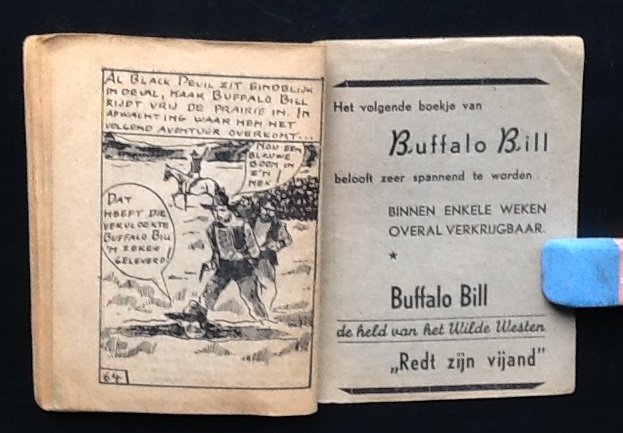 AL BLACK DEVIL ZIT EINDELIJK
IN DE VAL, MAAR BUFFALO BILL
RIJDT VRIJ DE PRAIRIE IN. IN
AFWACHTING WAAR HEM HET
VOLGEND AVONTUUR OVERKOMT...
NOU EEN
BLAUWE
BOON IN
Z'N
NEK!
DAT
HEEFT DIE
VERVLOEKTE
BUFFALO BILL
'M ZEKER
GELEVERD!
64
Het volgende boekje van
Buffalo Bill
belooft zeer spannend te worden.
BINNEN ENKELE WEKEN
OVERAL VERKRIJGBAAR.
*
Buffalo Bill
de held van het Wilde Westen
„Redt zijn vijand"